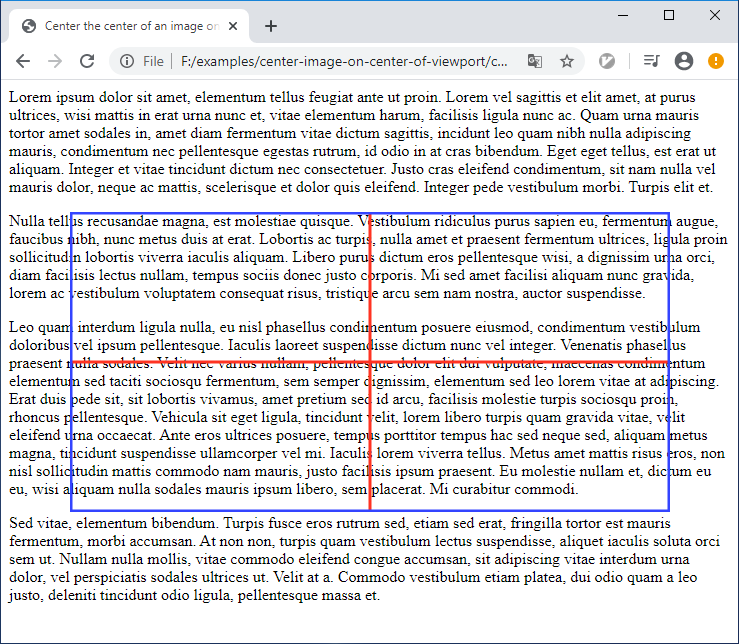 Center the center of an image on
File
F:/examples/center-image-on-center-of-viewport/c...
Lorem ipsum dolor sit amet, elementum tellus feugiat ante ut proin. Lorem vel sagittis et elit amet, at purus
ultrices, wisi mattis in erat urna nunc et, vitae elementum harum, facilisis ligula nunc ac. Quam urna mauris
tortor amet sodales in, amet diam fermentum vitae dictum sagittis, incidunt leo quam nibh nulla adipiscing
mauris, condimentum nec pellentesque egestas rutrum, id odio in at cras bibendum. Eget eget tellus, est erat ut
aliquam. Integer et vitae tincidunt dictum nec consectetuer. Justo cras eleifend condimentum, sit nam nulla vel
mauris dolor, neque ac mattis, scelerisque et dolor quis eleifend. Integer pede vestibulum morbi. Turpis elit et.
Nulla tellus recusandae magna, est molestiae quisque. Vestibulum ridiculus purus sapien eu, fermentum augue,
faucibus nibh, nunc metus duis at erat. Lobortis ac turpis, nulla amet et praesent fermentum ultrices, ligula proin
sollicitudin lobortis viverra iaculis aliquam. Libero purus dictum eros pellentesque wisi, a dignissim urna orci,
diam facilisis lectus nullam, tempus sociis donec justo corporis. Mi sed amet facilisi aliquam nunc gravida,
lorem ac vestibulum voluptatem consequat risus, tristique arcu sem nam nostra, auctor suspendisse.
Leo quam interdum ligula nulla, eu nisl phasellus condimentum posuere eiusmod, condimentum vestibulum
doloribus vel ipsum pellentesque. Iaculis laoreet suspendisse dictum nunc vel integer. Venenatis phasellus
praesent nulla sodales. Velit nec varius nullam, pellentesque dolor elit dui vulputate, maecenas condimentum
elementum sed taciti sociosqu fermentum, sem semper dignissim, elementum sed leo lorem vitae at adipiscing.
Erat duis pede sit, sit lobortis vivamus, amet pretium sed id arcu, facilisis molestie turpis sociosqu proin,
rhoncus pellentesque. Vehicula sit eget ligula, tincidunt velit, lorem libero turpis quam gravida vitae, velit
eleifend urna occaecat. Ante eros ultrices posuere, tempus porttitor tempus hac sed neque sed, aliquam metus
magna, tincidunt suspendisse ullamcorper vel mi. Iaculis lorem viverra tellus. Metus amet mattis risus eros, non
nisl sollicitudin mattis commodo nam mauris, justo facilisis ipsum praesent. Eu molestie nullam et, dictum eu
eu, wisi aliquam nulla sodales mauris ipsum libero, sem placerat. Mi curabitur commodi.
Sed vitae, elementum bibendum. Turpis fusce eros rutrum sed, etiam sed erat, fringilla tortor est mauris
fermentum, morbi accumsan. At non non, turpis quam vestibulum lectus suspendisse, aliquet iaculis soluta orci
sem ut. Nullam nulla mollis, vitae commodo eleifend congue accumsan, sit adipiscing vitae interdum urna
dolor, vel perspiciatis sodales ultrices ut. Velit at a. Commodo vestibulum etiam platea, dui odio quam a leo
justo, deleniti tincidunt odio ligula, pellentesque massa et.